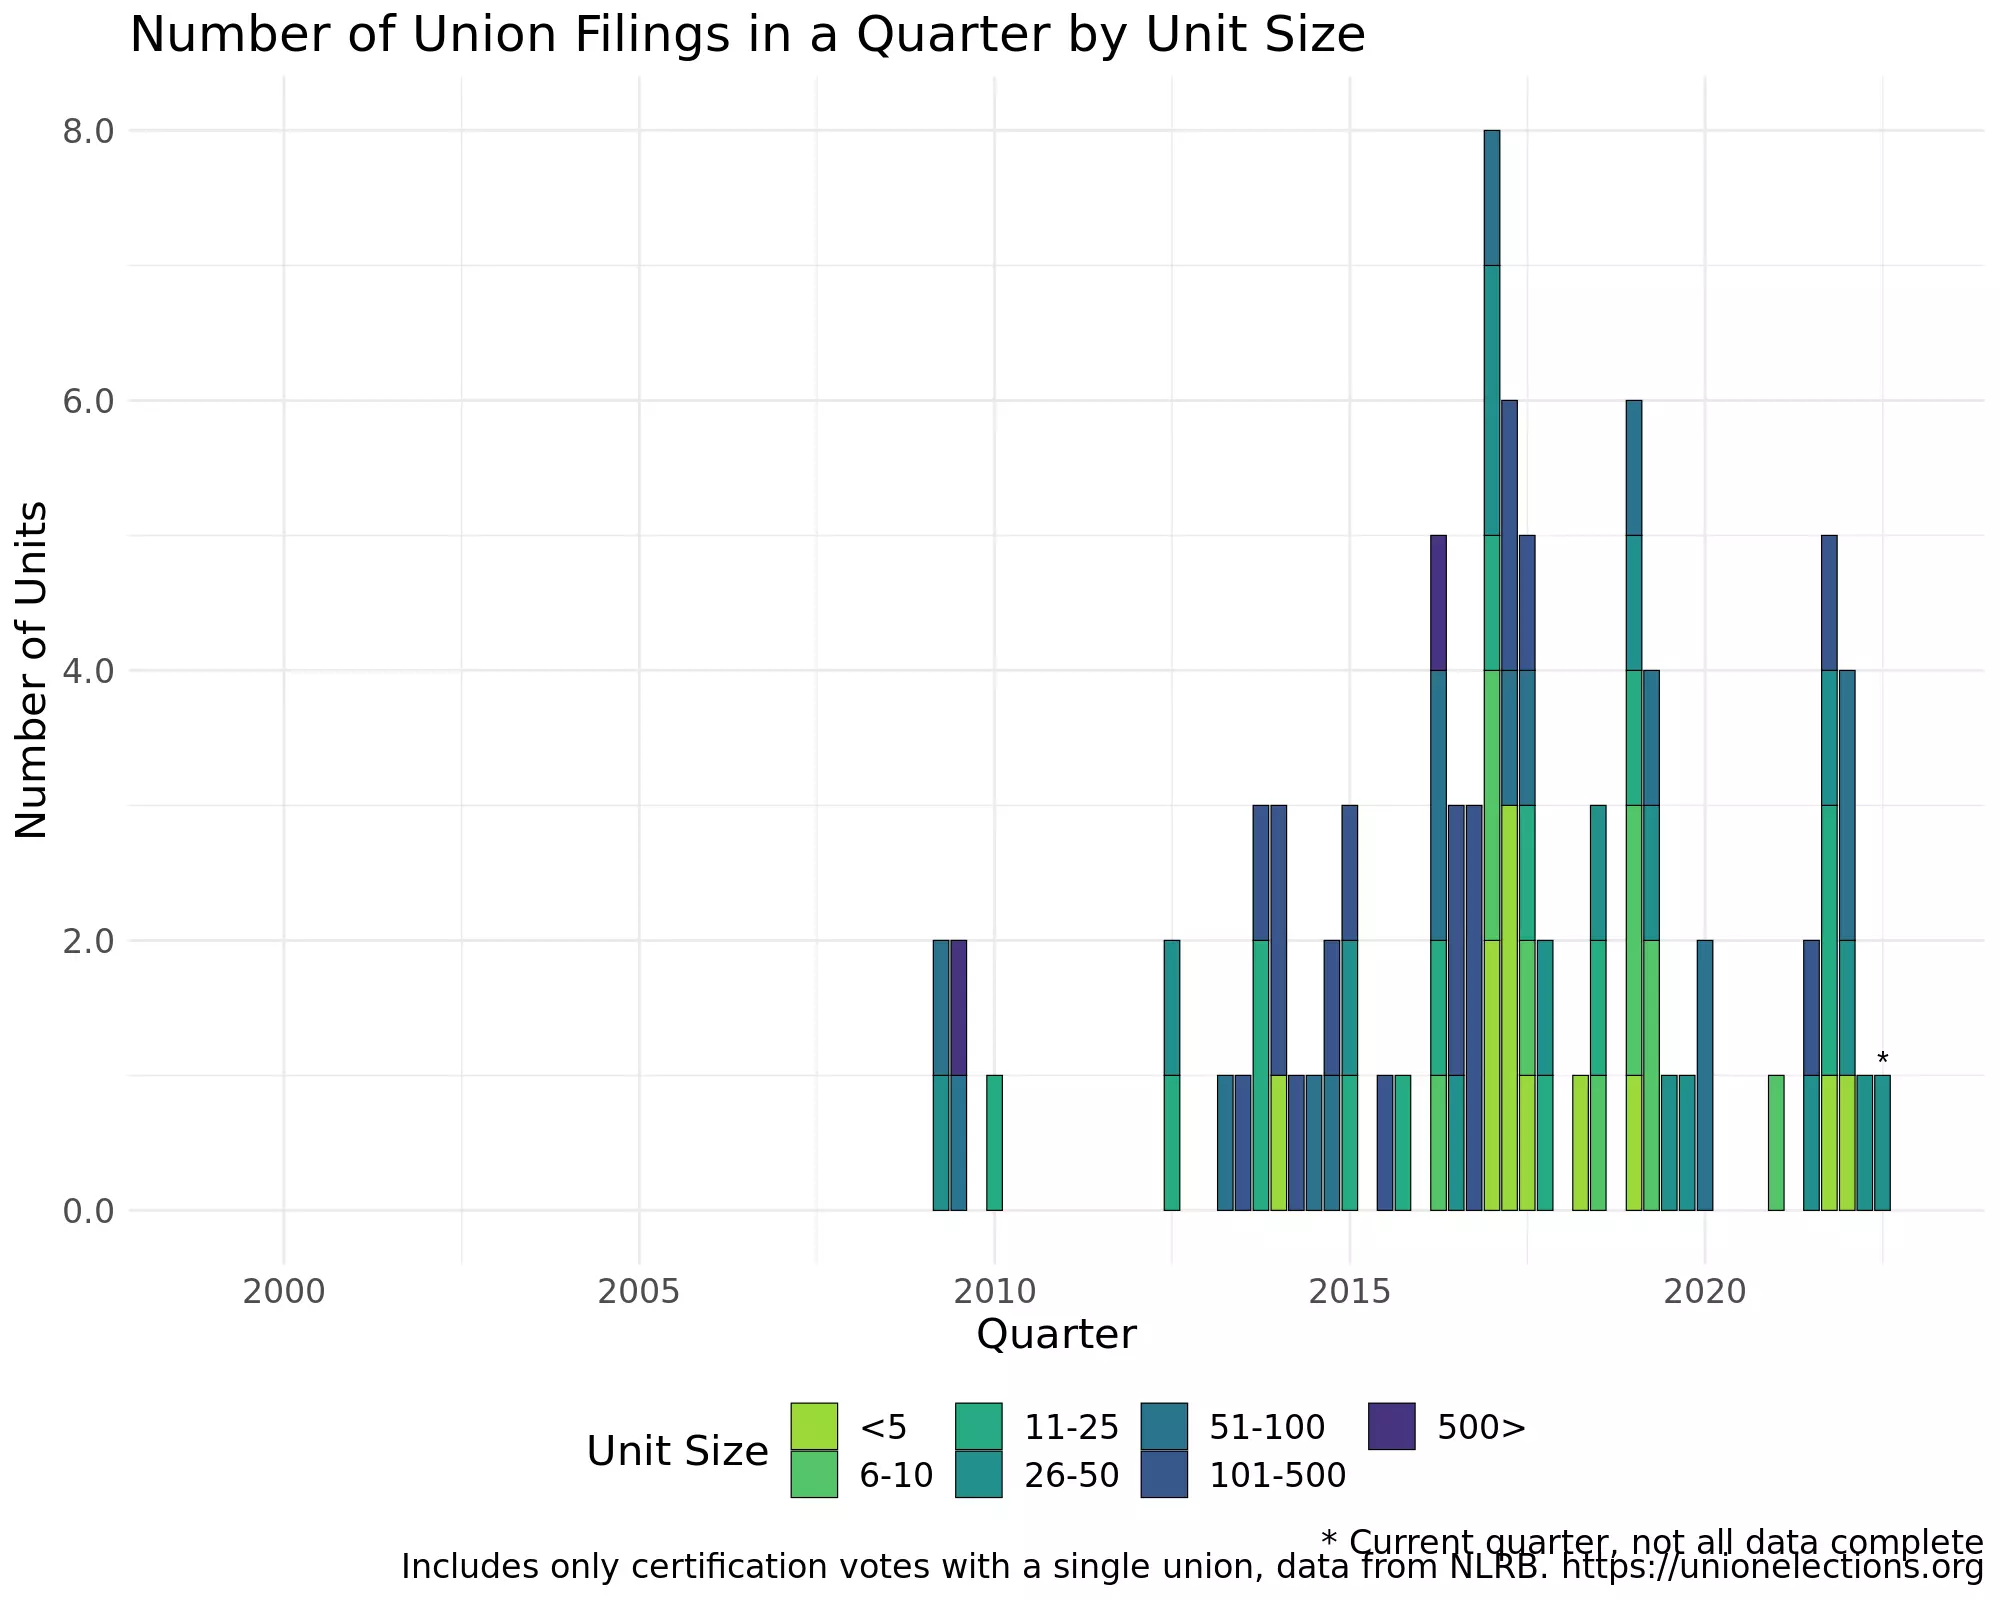 Number of Union Filings in a Quarter by Unit Size
Number of Units
8.0
6.0
4.0
2.0
0.0
*
2000 2005 2010 2015 2020
Quarter
Unit Size
<5 11-25 51-100 500>
6-10 26-50 101-500
* Current quarter, not all data complete
Includes only certification votes with a single union, data from NLRB. https://unionelections.org